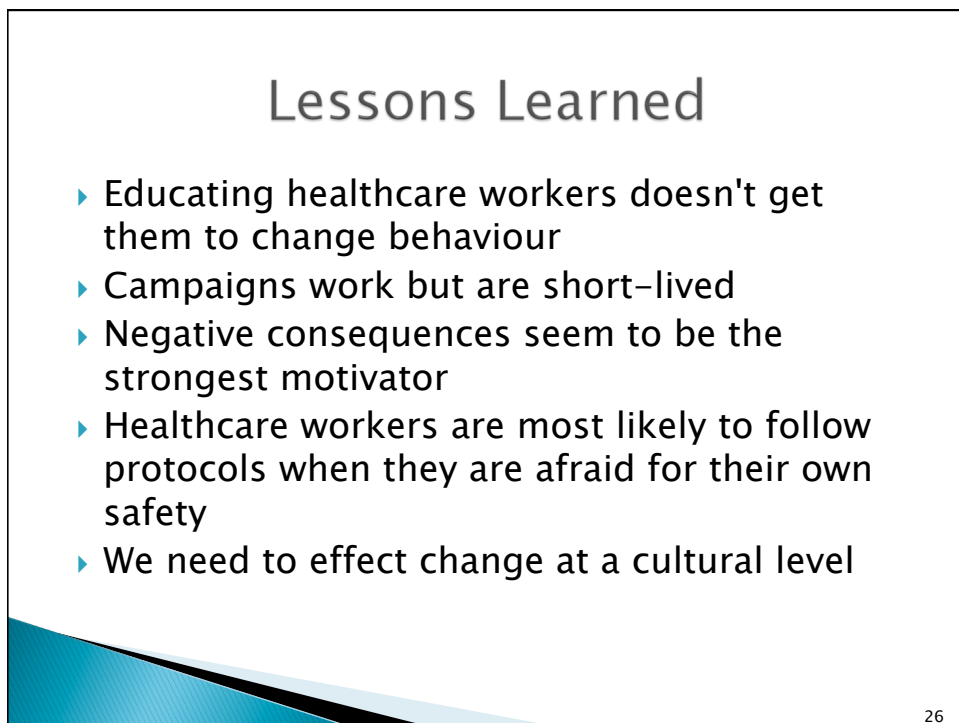 Lessons Learned
Educating healthcare workers doesn't get
them to change behaviour
Campaigns work but are short-lived
Negative consequences seem to be the
strongest motivator
Healthcare workers are most likely to follow
protocols when they are afraid for their own
safety
We need to effect change at a cultural level
26